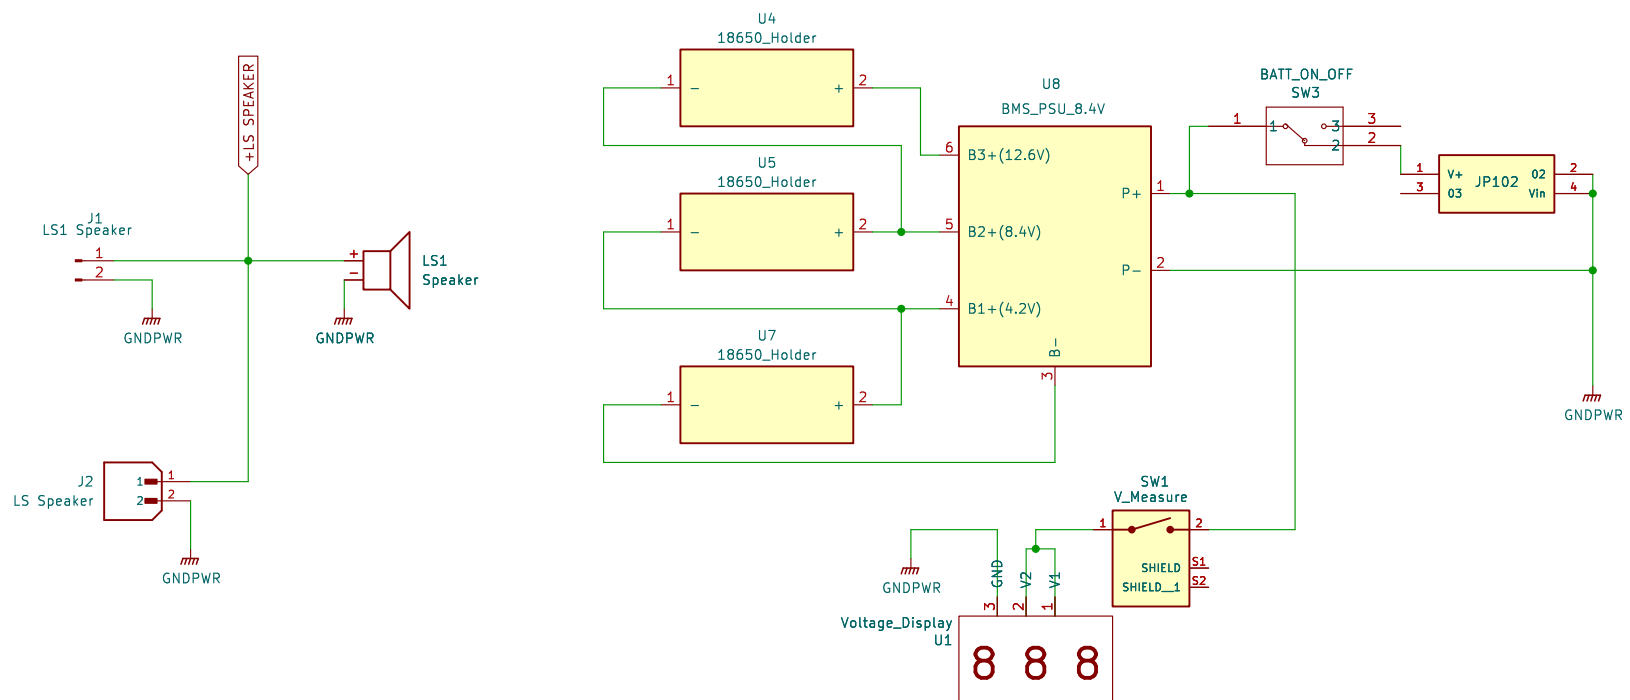 +LS SPEAKER
J1
LS1 Speaker
1
2
GNDPWR
+
-
LS1
Speaker
GNDPWR
J2
LS Speaker
1
2
1
2
GNDPWR
U4
18650_Holder
1
-
+
2
U5
18650_Holder
1
-
+
2
U7
18650_Holder
1
-
+
2
U8
BMS_PSU_8.4V
6
B3+(12.6V)
5
B2+(8.4V)
4
B1+(4.2V)
B-
3
P+
1
P-
2
BATT_ON_OFF
SW3
1
1
3
3
2
2
1
V+
3
03
JP102
02
2
Vin
4
GNDPWR
SW1
V_Measure
1
2
SHIELD
S1
SHIELD__1
S2
GNDPWR
GND
V2
V1
3
2
1
Voltage_Display
U1
8 8 8